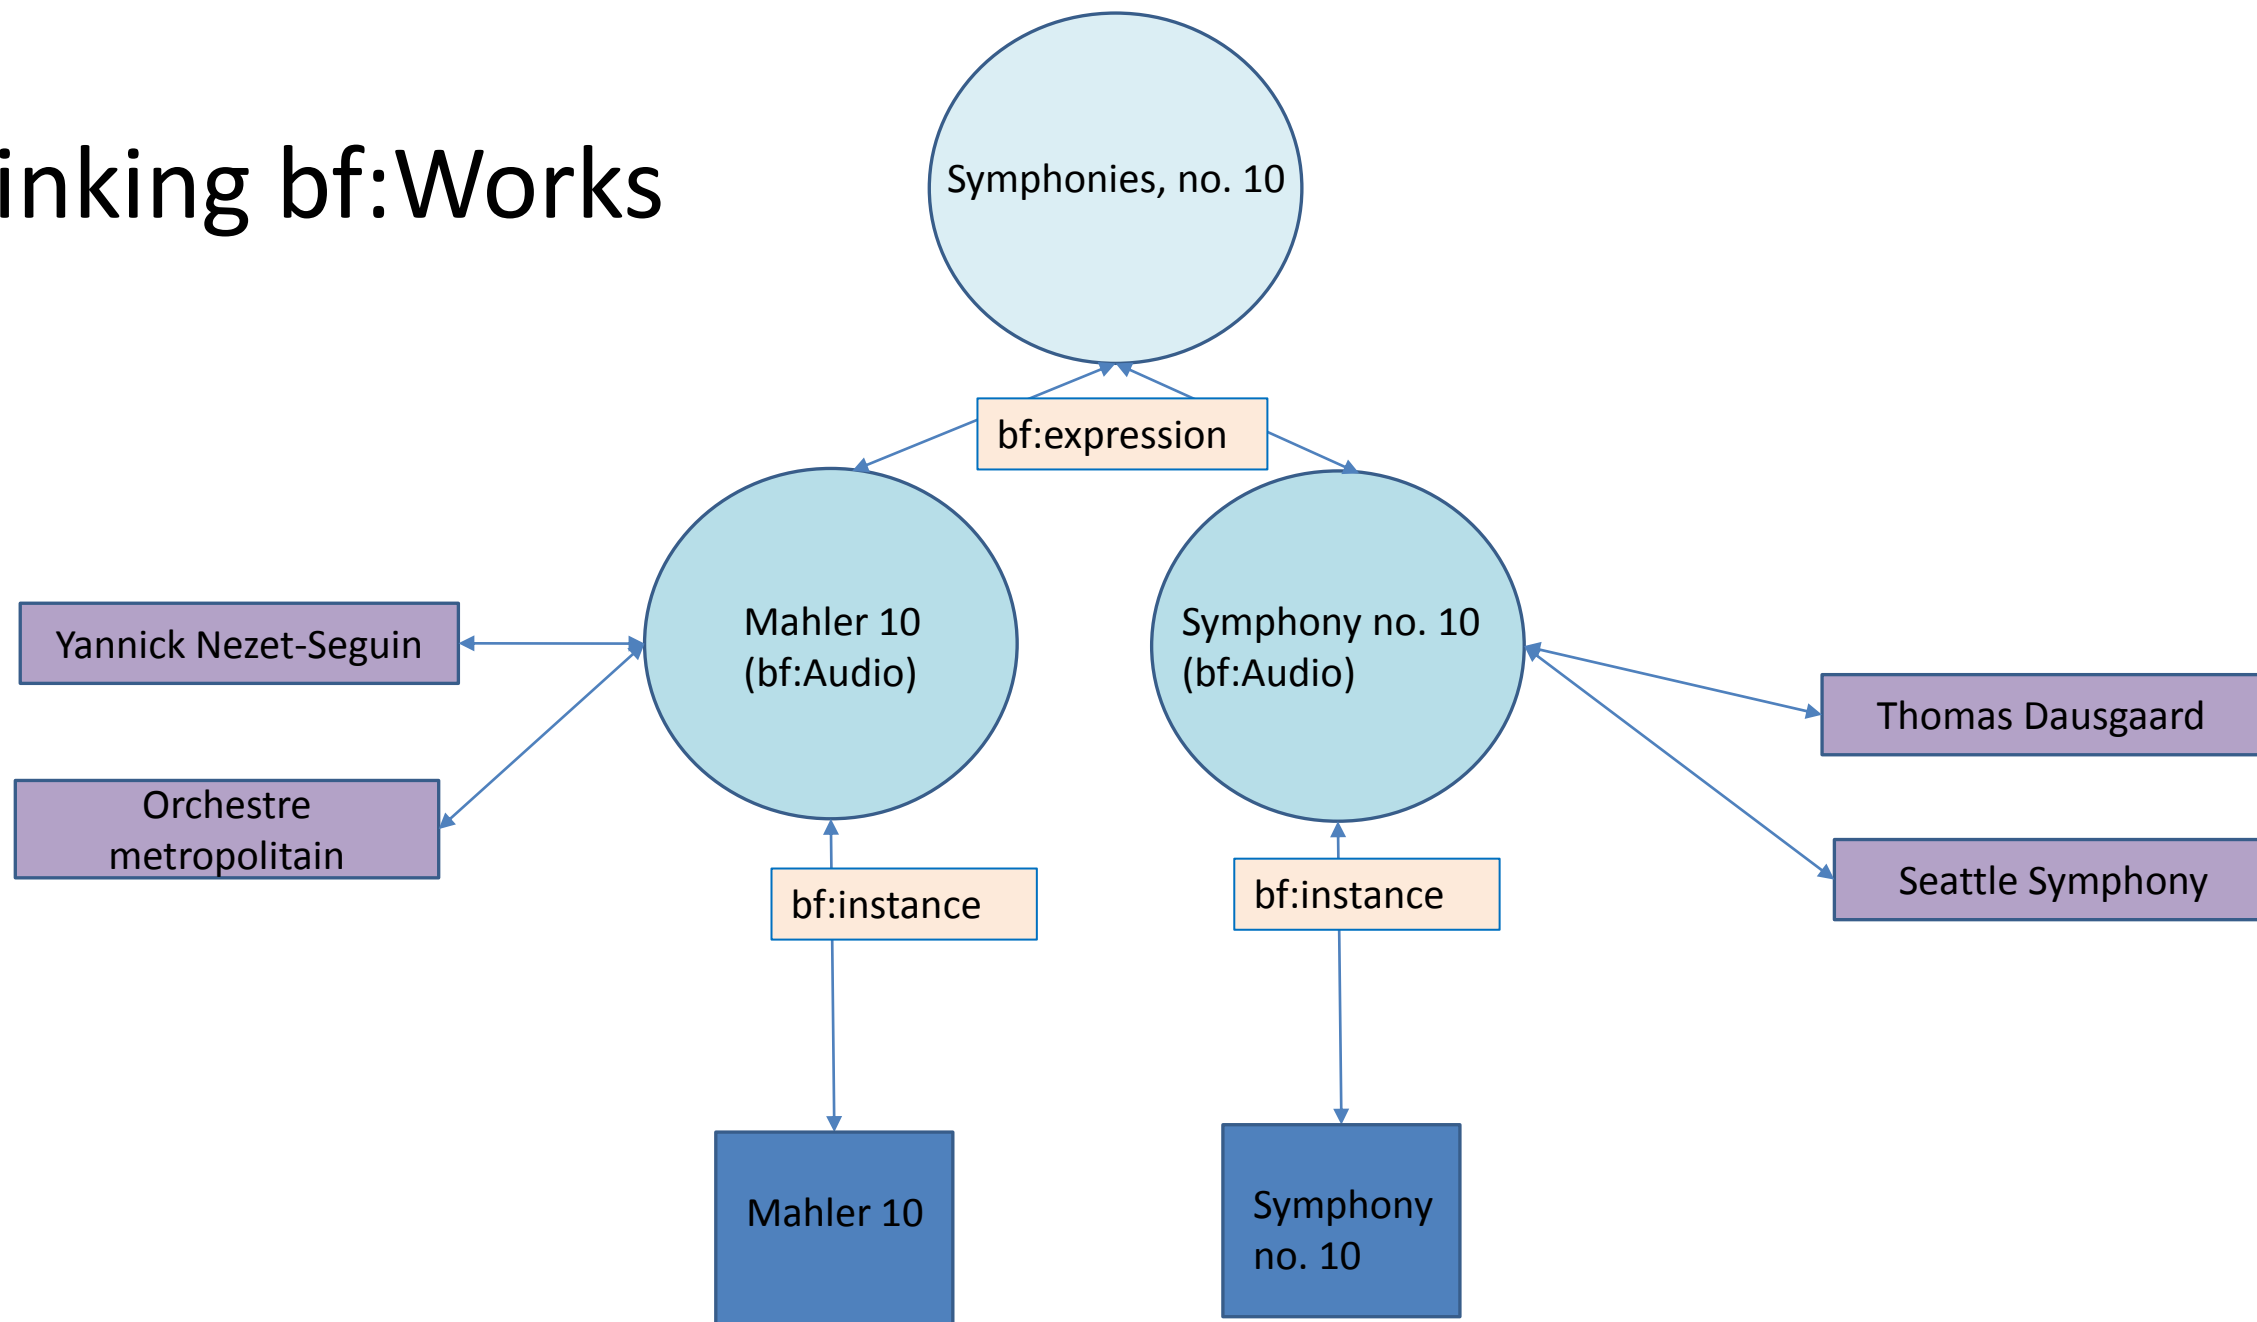 inking bf:Works
Symphonies, no. 10
bf:expression
Mahler 10
(bf:Audio)
Symphony no. 10
(bf:Audio)
Yannick Nezet-Seguin
Orchestre
metropolitain
Thomas Dausgaard
Seattle Symphony
bf:instance
bf:instance
Mahler 10
Symphony
no. 10